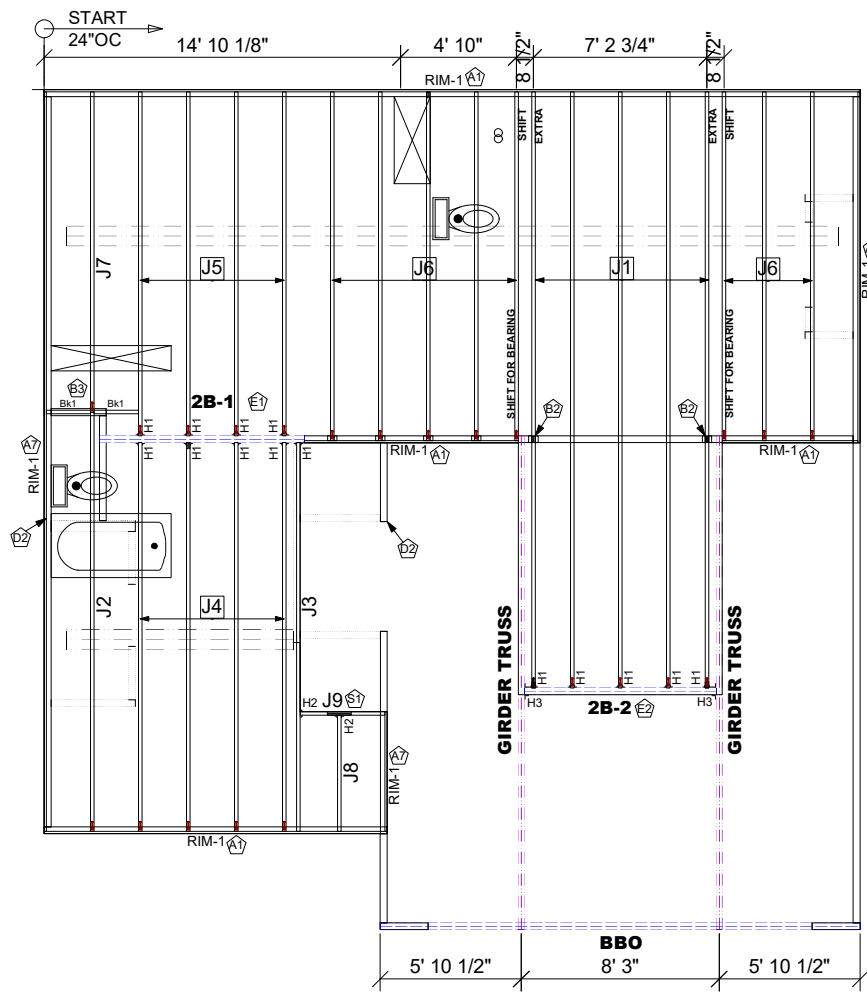 START
24"OC
14' 10 1/8"
4' 10"
8 1/2"
7' 2 3/4"
8 1/2"
RIM-1 A1
SHIFT
EXTRA
EXTRA
SHIFT
RIM-1
J7
J5
J6
J1
J6
SHIFT FOR BEARING
SHIFT FOR BEARING
B3
Bk1
Bk1
2B-1 E1
B2
B2
H1
H1
H1
H1
H1
H1
H1
H1
H1
RIM-1 A1
RIM-1 A1
A7
RIM-1
D2
D2
J2
J4
J3
GIRDER TRUSS
GIRDER TRUSS
H1
H1
H1
H1
H1
H3
2B-2 E2
H3
H2
J9 S1
H2
J8
A7
RIM-1
RIM-1 A1
BBO
5' 10 1/2"
8' 3"
5' 10 1/2"